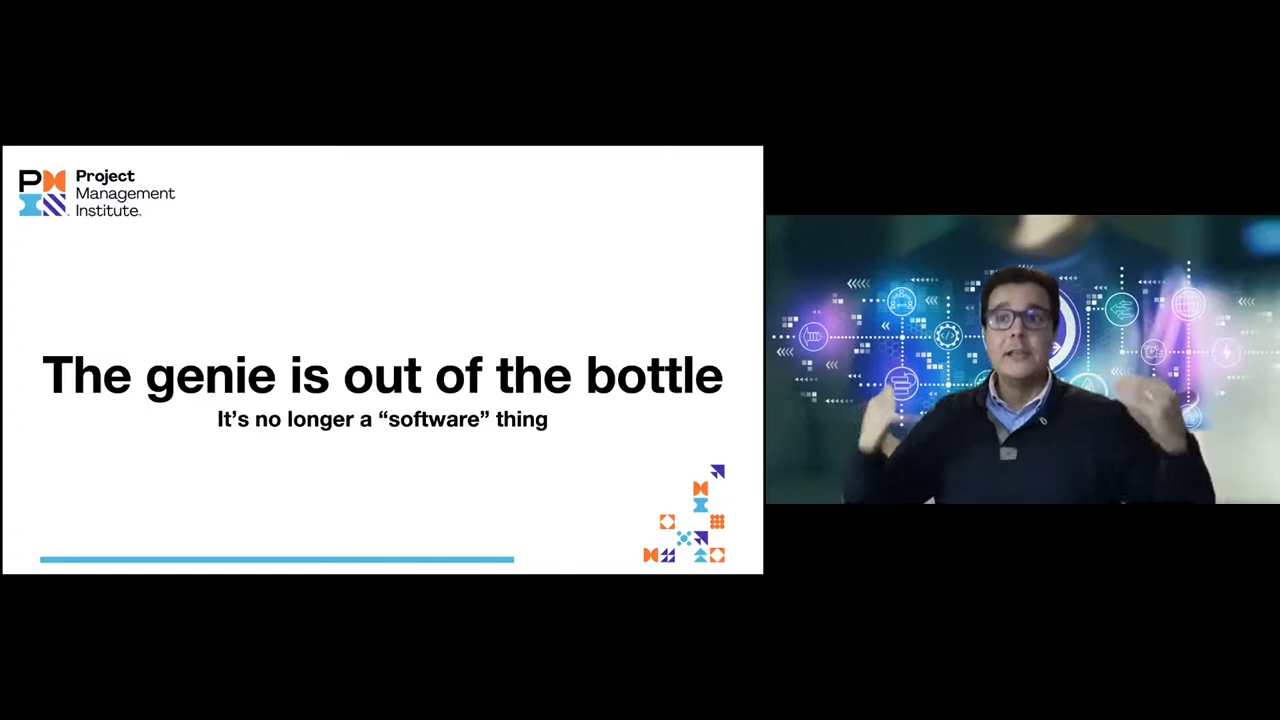 Project
Management
Institute.
The genie is out of the bottle
It’s no longer a “software” thing